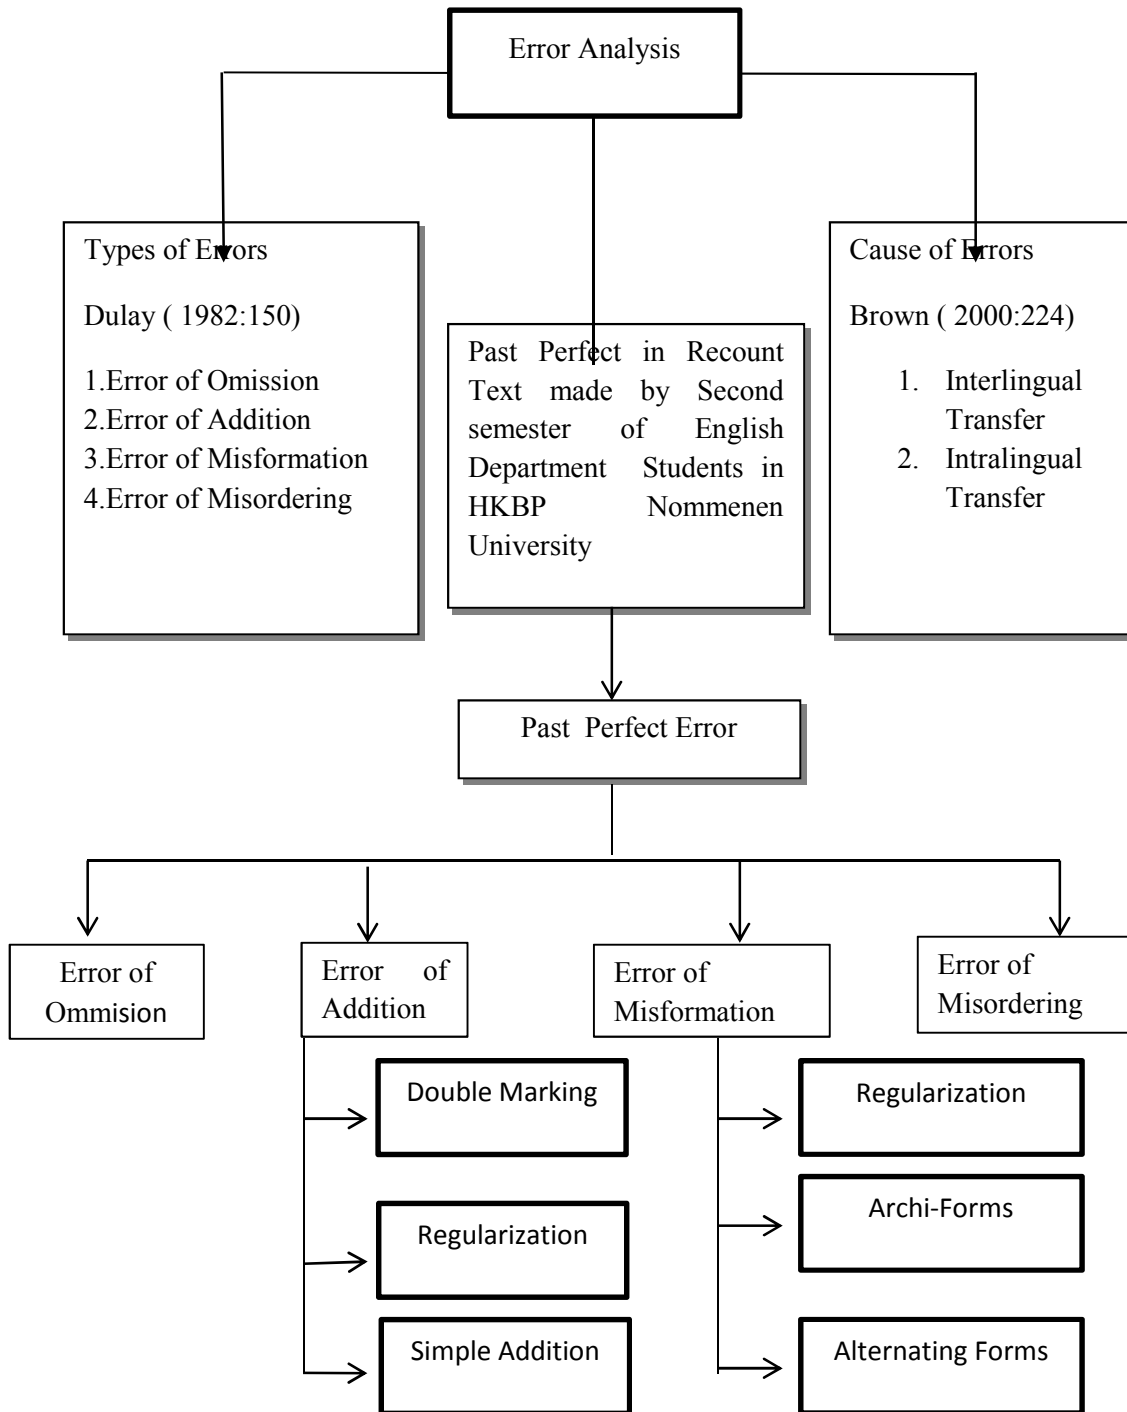 Error Analysis
Types of Errors
Dulay ( 1982:150)
1.Error of Omission
2.Error of Addition
3.Error of Misformation
4.Error of Misordering
Past Perfect in Recount
Text made by Second
semester of English
Department Students in
HKBP Nommenen
University
Cause of Errors
Brown ( 2000:224)
1. Interlingual
Transfer
2. Intralingual
Transfer
Past Perfect Error
Error of
Ommision
Error of
Addition
Error of
Misformation
Error of
Misordering
Double Marking
Regularization
Simple Addition
Regularization
Archi-Forms
Alternating Forms